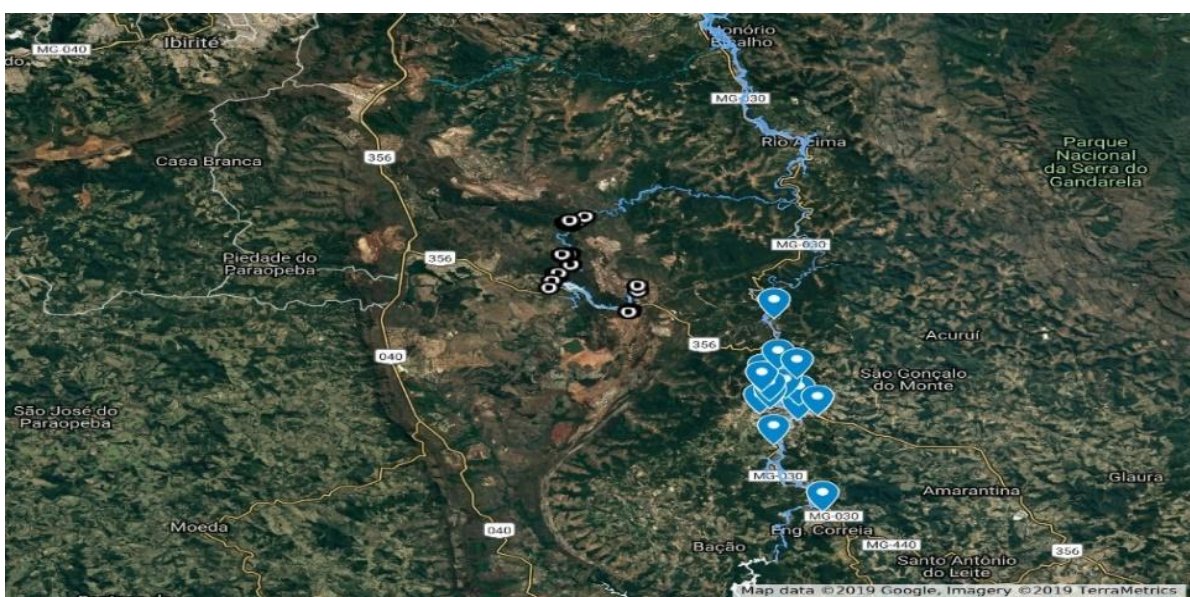 Ibirité
MG-040
do
Honório
Bicalho
MG-030
Rio Acima
Parque
Nacional
da Serra do
Gandarela
356
Casa Branca
MG-030
Piedade do
Paraopeba
356
Acuruí
356
040
São Gonçalo
do Monte
São José do
Paraopeba
MG-030
Glaura
Amarantina
MG-030
Moeda
040
Eng. Correia
Bação
MG-440
356
Santo Antônio
do Leite
Map data ©2019 Google, Imagery ©2019 TerraMetrics